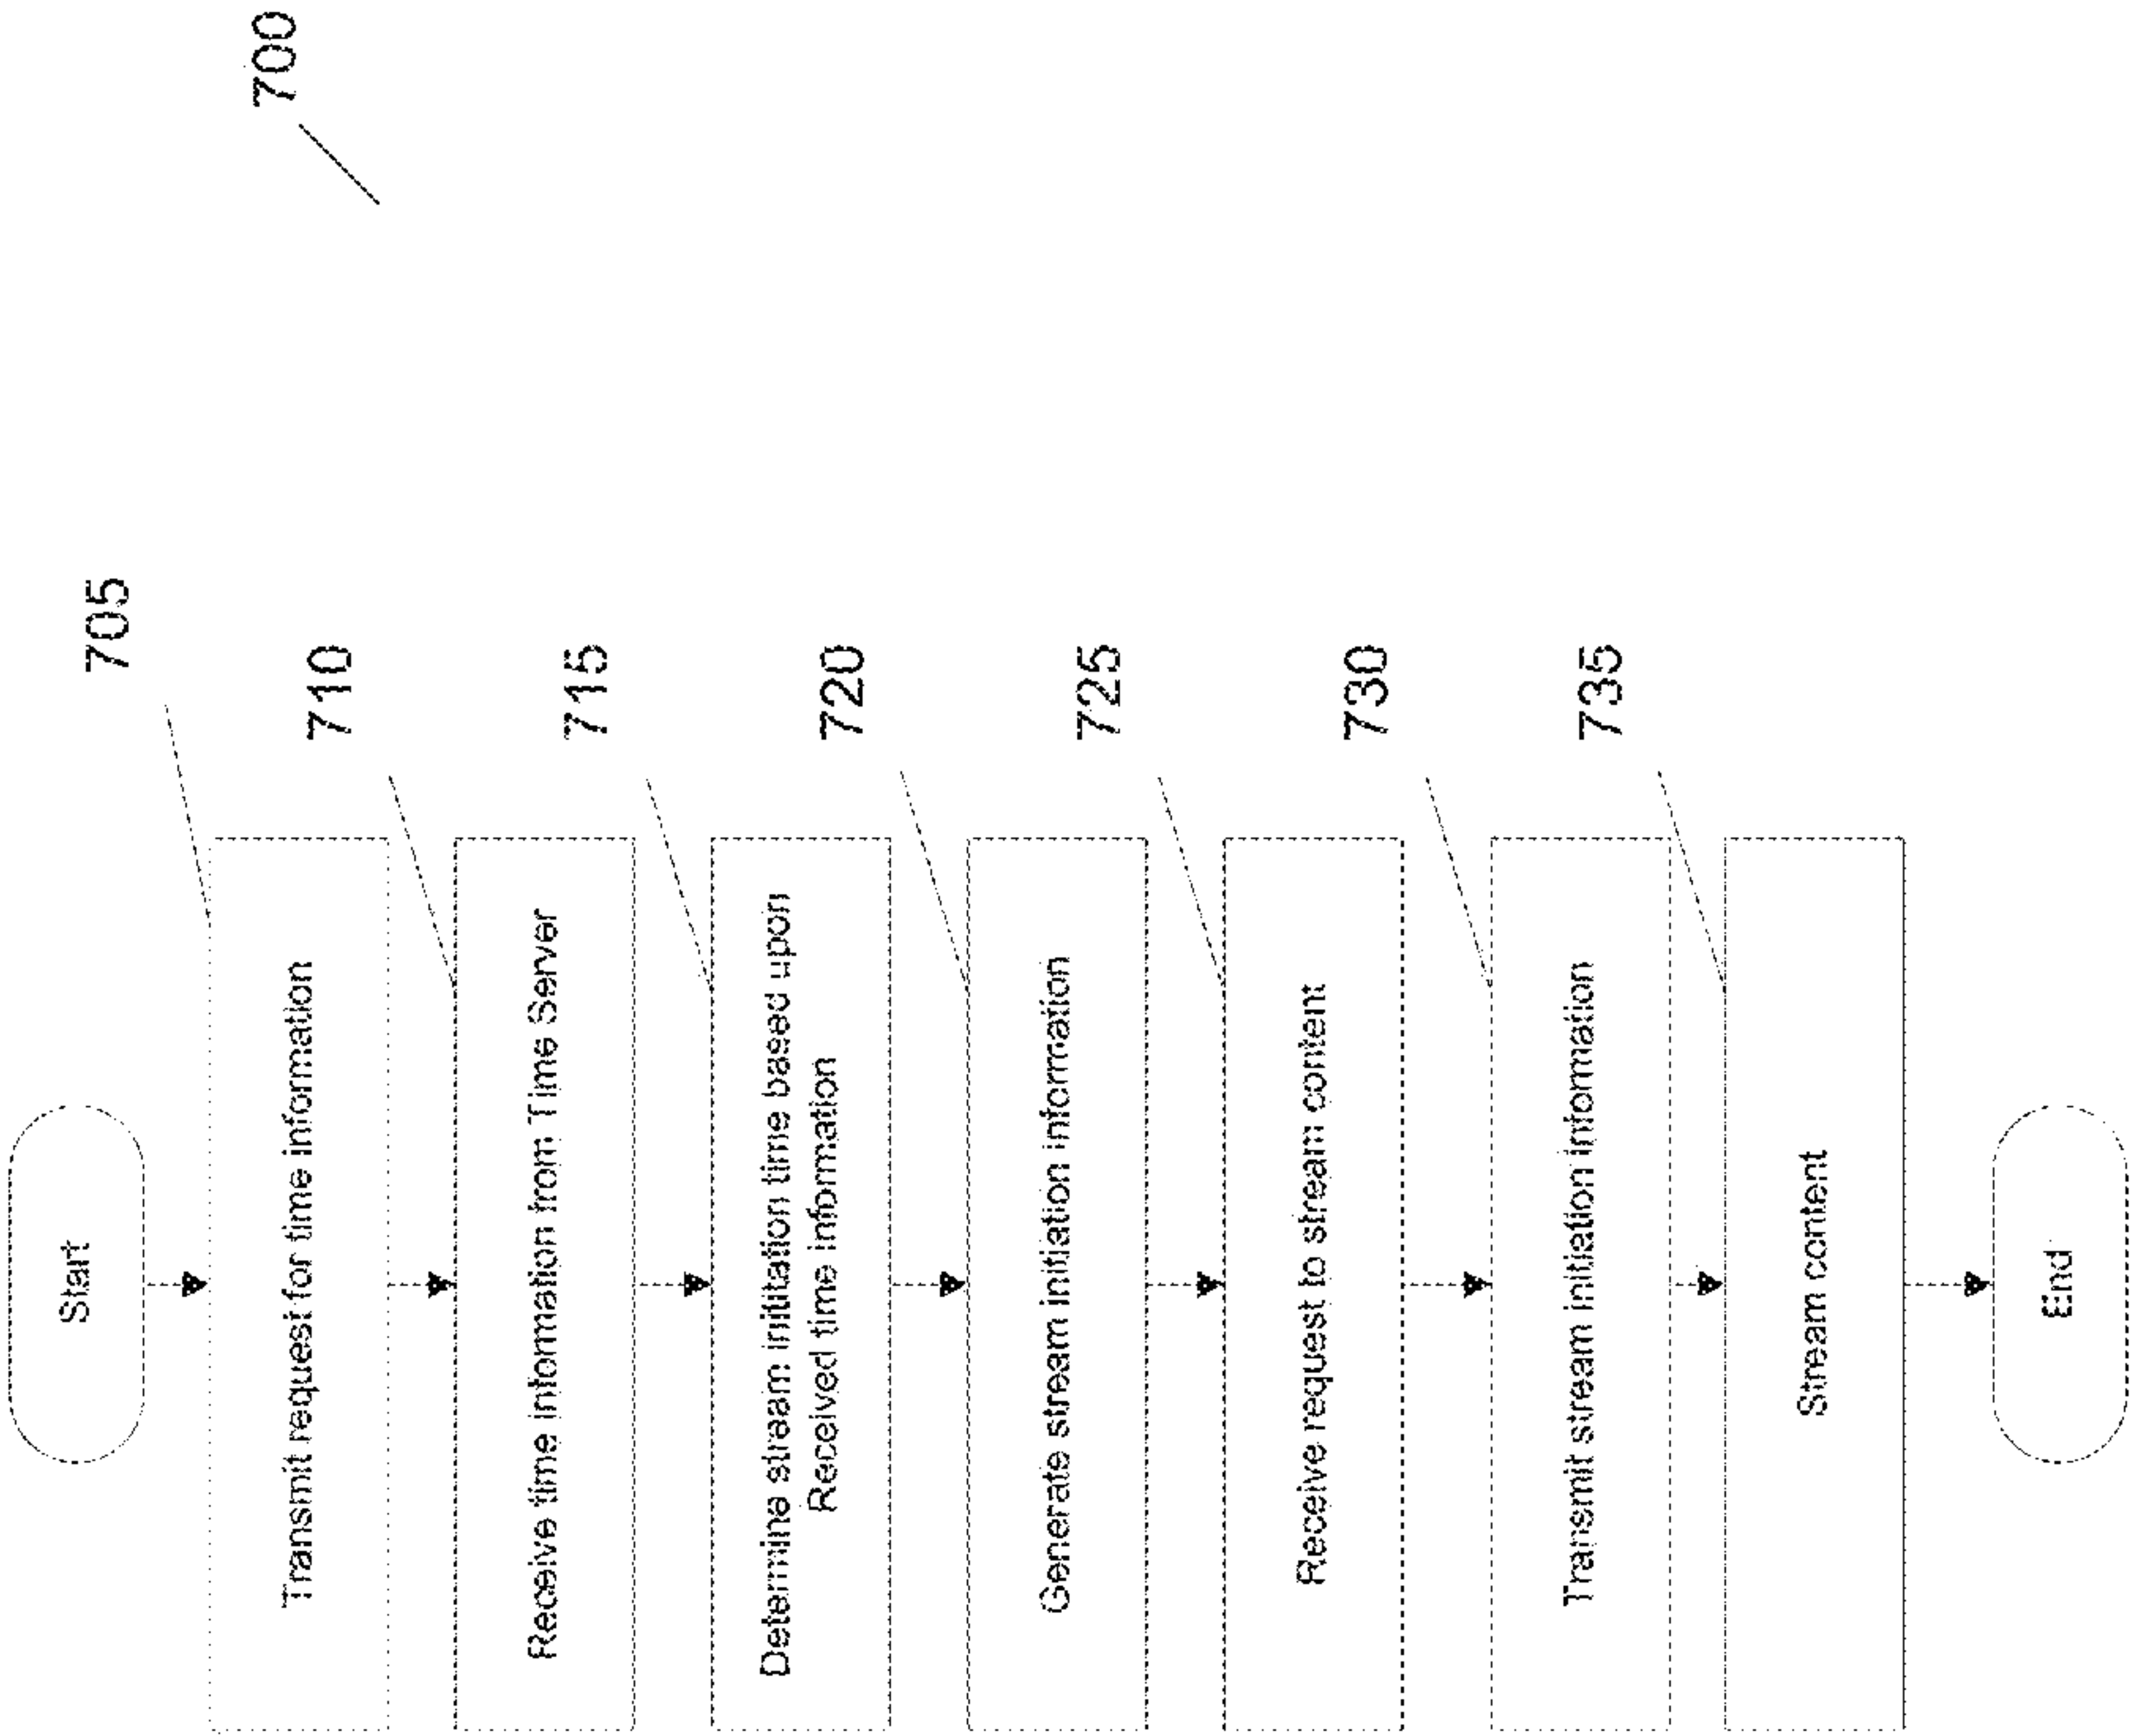 700
Start
705
Transmit request for time information
710
Receive time information from Time Server
715
Determine stream inititation time based upon
Received time information
720
Generate stream initiation information
725
Receive request to stream content
730
Transmit stream initiation information
735
Stream content
End